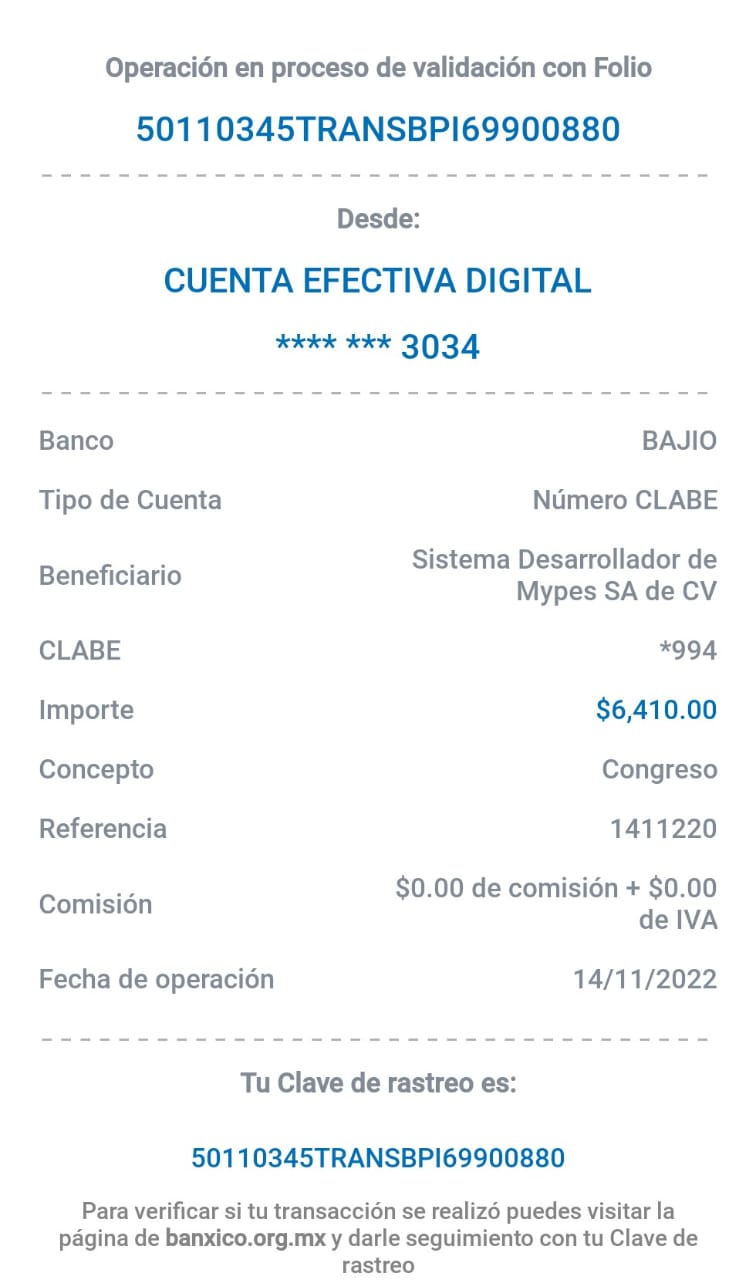 Operación en proceso de validación con Folio
50110345TRANSBPI69900880
Desde:
CUENTA EFECTIVA DIGITAL
**** *** 3034
Banco BAJIO
Tipo de Cuenta Número CLABE
Beneficiario Sistema Desarrollador de
Mypes SA de CV
CLABE *994
Importe $6,410.00
Concepto Congreso
Referencia 1411220
Comisión $0.00 de comisión + $0.00
de IVA
Fecha de operación 14/11/2022
Tu Clave de rastreo es:
50110345TRANSBPI69900880
Para verificar si tu transacción se realizó puedes visitar la
página de banxico.org.mx y darle seguimiento con tu Clave de
rastreo